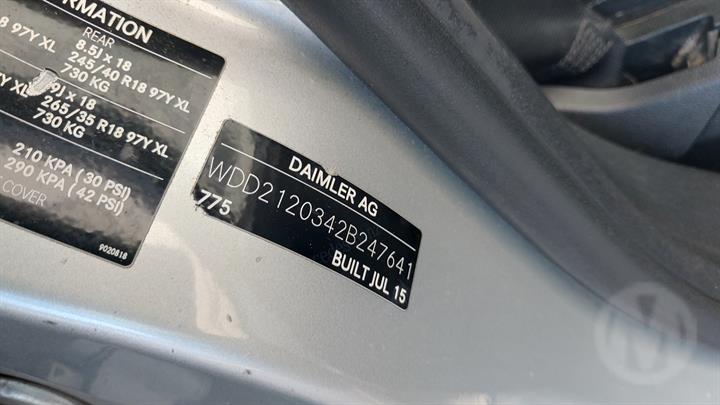 FORMATION
REAR
8 97Y XL
8.5J x 18
245/40 R18 97Y XL
730 KG
9J x 18
Y XL
265/35 R18 97Y XL
730 KG
210 KPA (30 PSI)
290 KPA (42 PSI)
COVER
9020818
DAIMLER AG
WDD2120342B247641
775
BUILT JUL 15
M